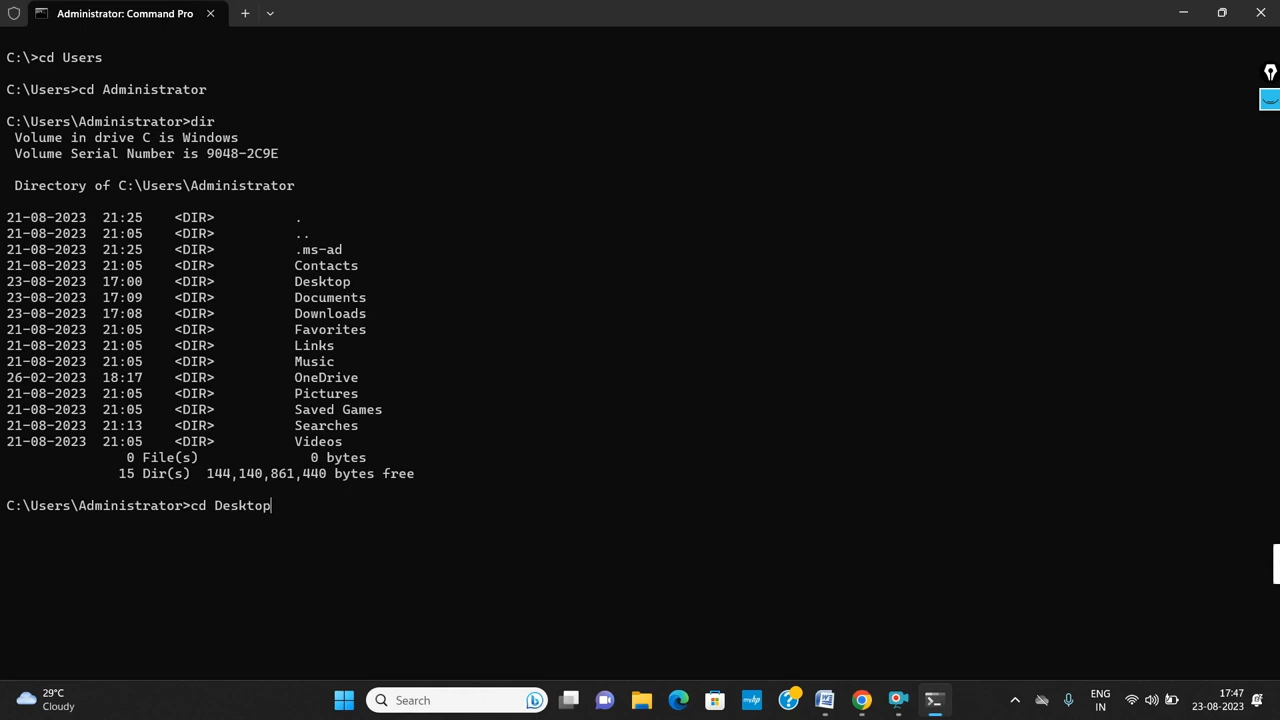 Administrator: Command Pro
C:\>cd Users
C:\Users>cd Administrator
C:\Users\Administrator>dir
Volume in drive C is Windows
Volume Serial Number is 9048-2C9E
Directory of C:\Users\Administrator
21-08-2023 21:25 <DIR> .
21-08-2023 21:05 <DIR> ..
21-08-2023 21:25 <DIR> .ms-ad
21-08-2023 21:05 <DIR> Contacts
23-08-2023 17:00 <DIR> Desktop
23-08-2023 17:09 <DIR> Documents
23-08-2023 17:08 <DIR> Downloads
21-08-2023 21:05 <DIR> Favorites
21-08-2023 21:05 <DIR> Links
21-08-2023 21:05 <DIR> Music
26-02-2023 18:17 <DIR> OneDrive
21-08-2023 21:05 <DIR> Pictures
21-08-2023 21:05 <DIR> Saved Games
21-08-2023 21:13 <DIR> Searches
21-08-2023 21:05 <DIR> Videos
0 File(s) 0 bytes
15 Dir(s) 144,140,861,440 bytes free
C:\Users\Administrator>cd Desktop
29°C
Cloudy
Search
ENG
IN
17:47
23-08-2023